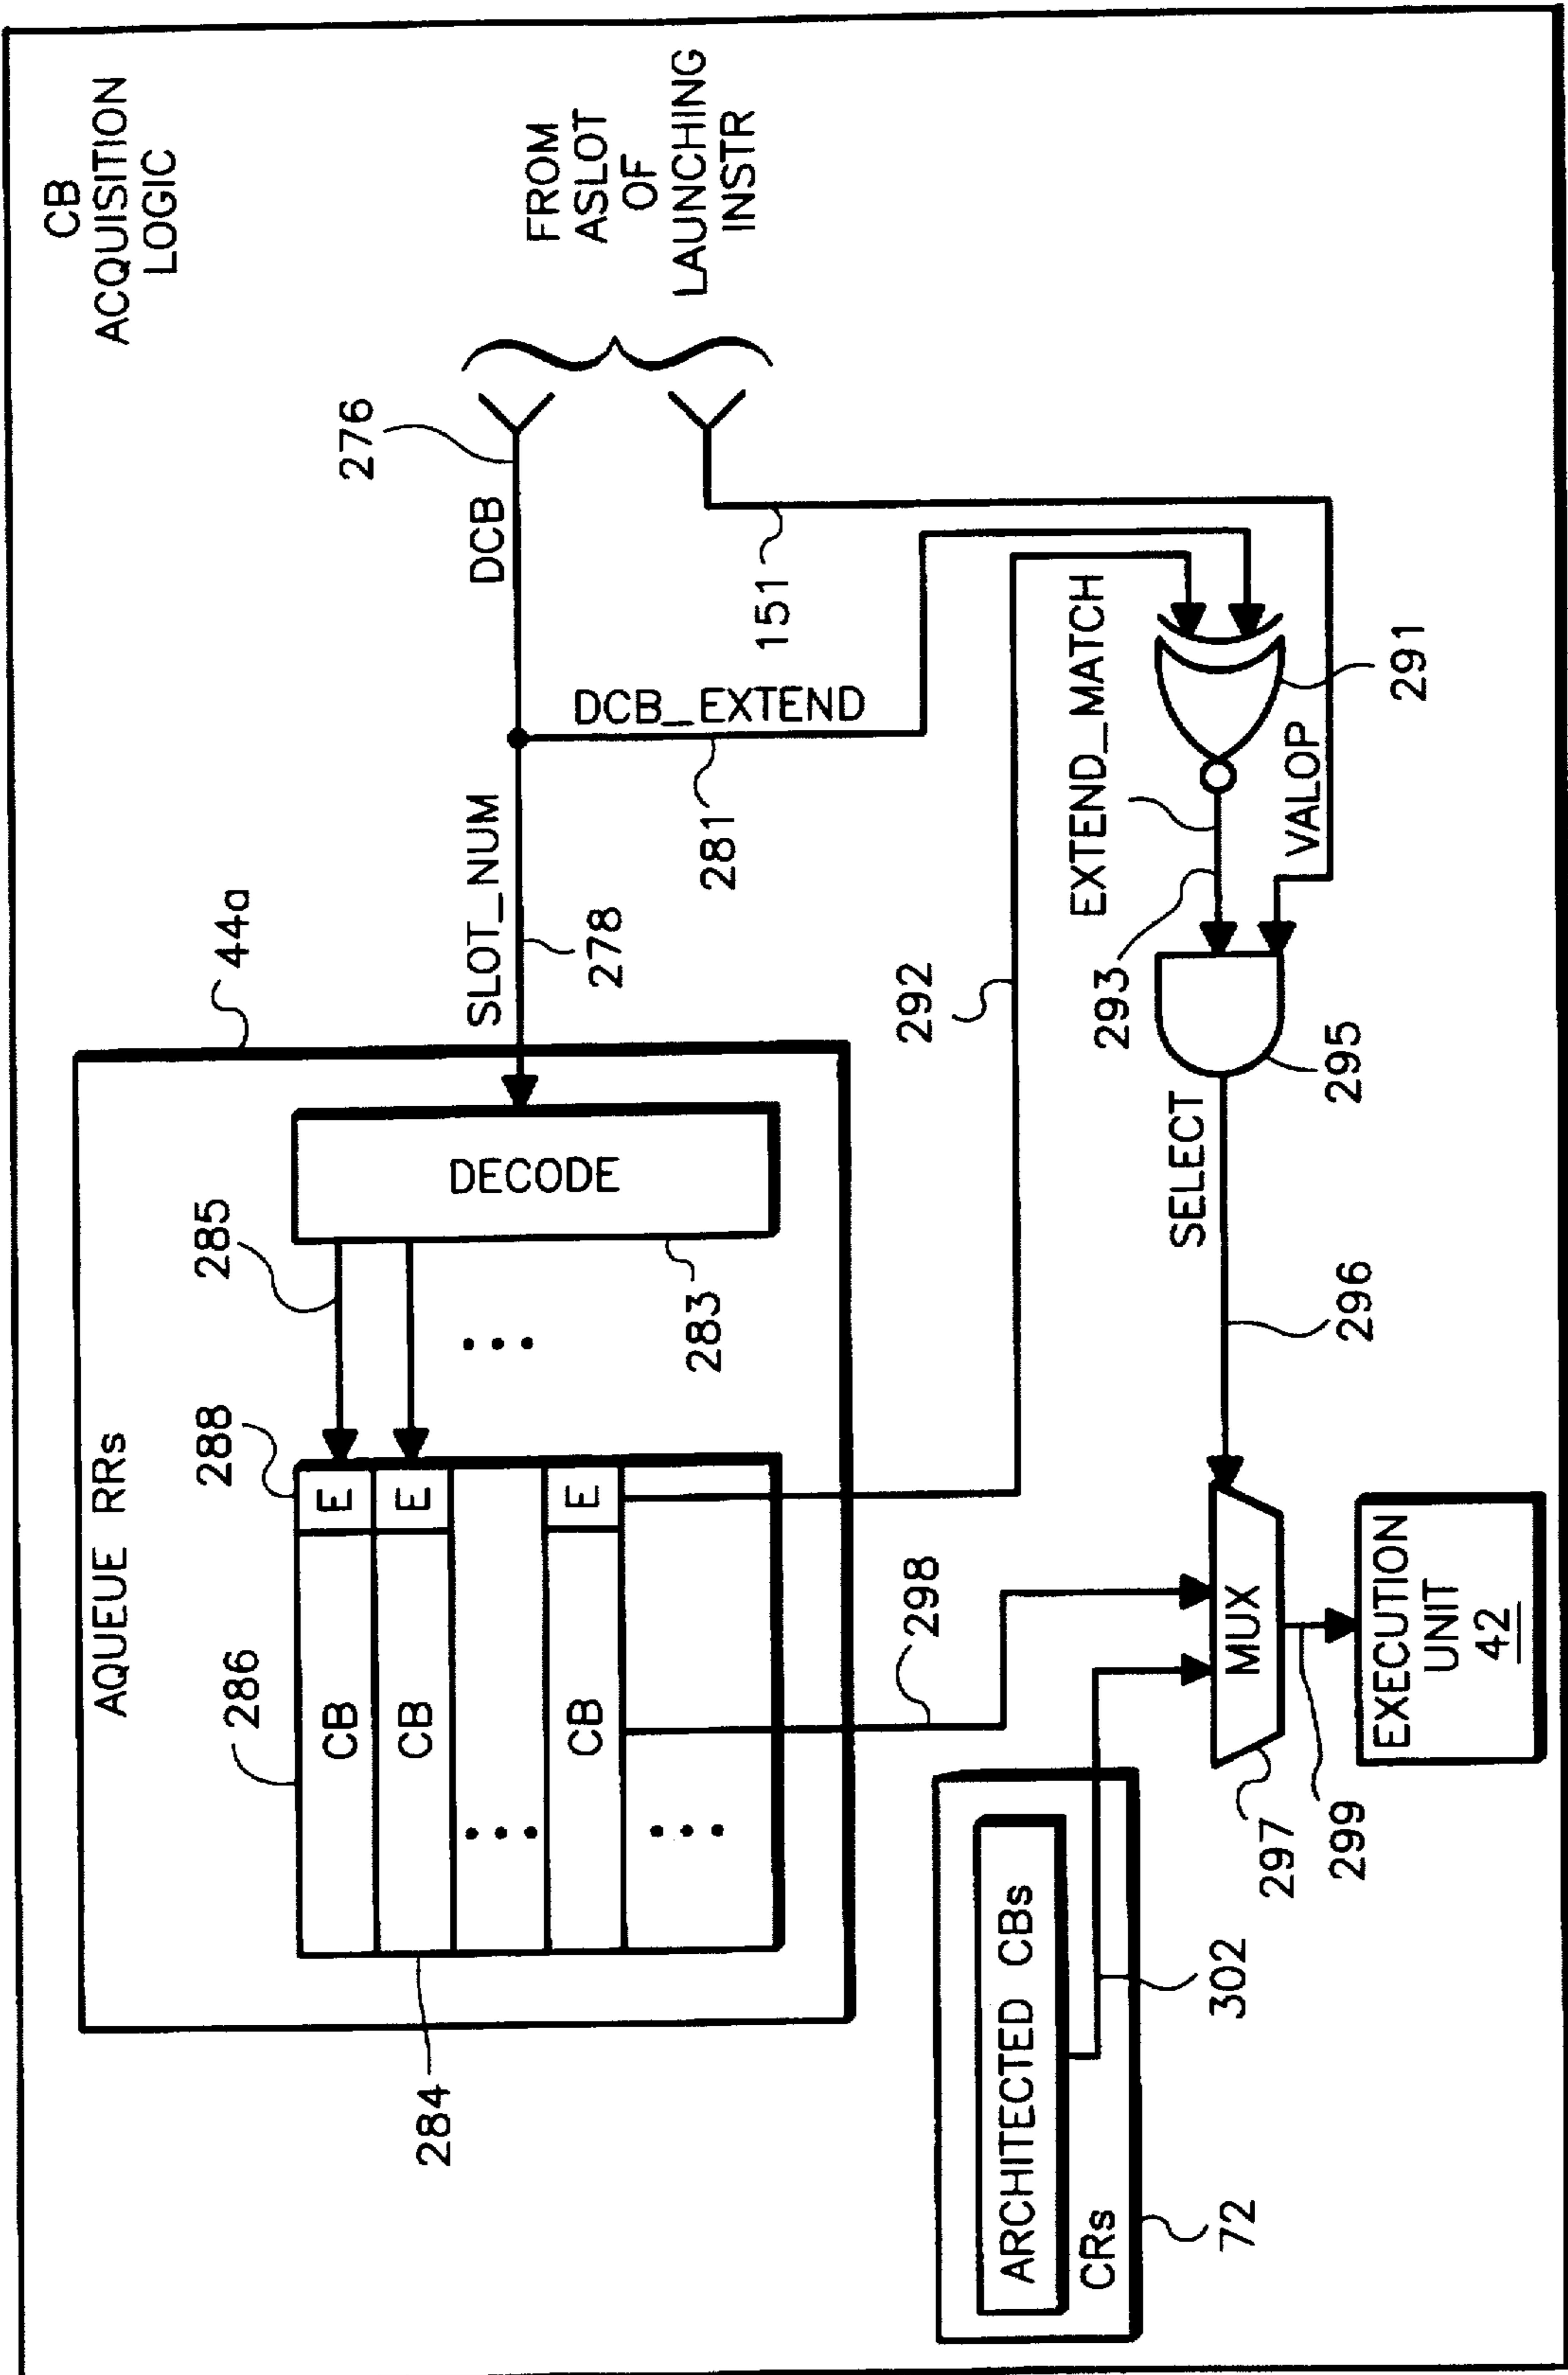 CB
ACQUISITION
LOGIC
FROM
ASLOT
OF
LAUNCHING
INSTR
AQUEUE RRs
44a
286
288
285
SLOT_NUM
278
DCB
276
CB E
CB E
CB E
DECODE
283
284
DCB_EXTEND
281
151
298
292
EXTEND_MATCH
293
291
VALOP
295
SELECT
296
ARCHITECTED CBs
CRs
72
302
MUX
297
299
EXECUTION
UNIT
42